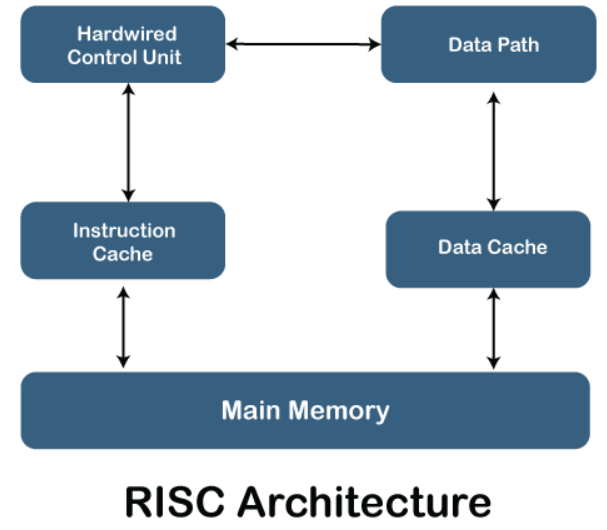 Hardwired
Control Unit
Data Path
Instruction
Cache
Data Cache
Main Memory
RISC Architecture